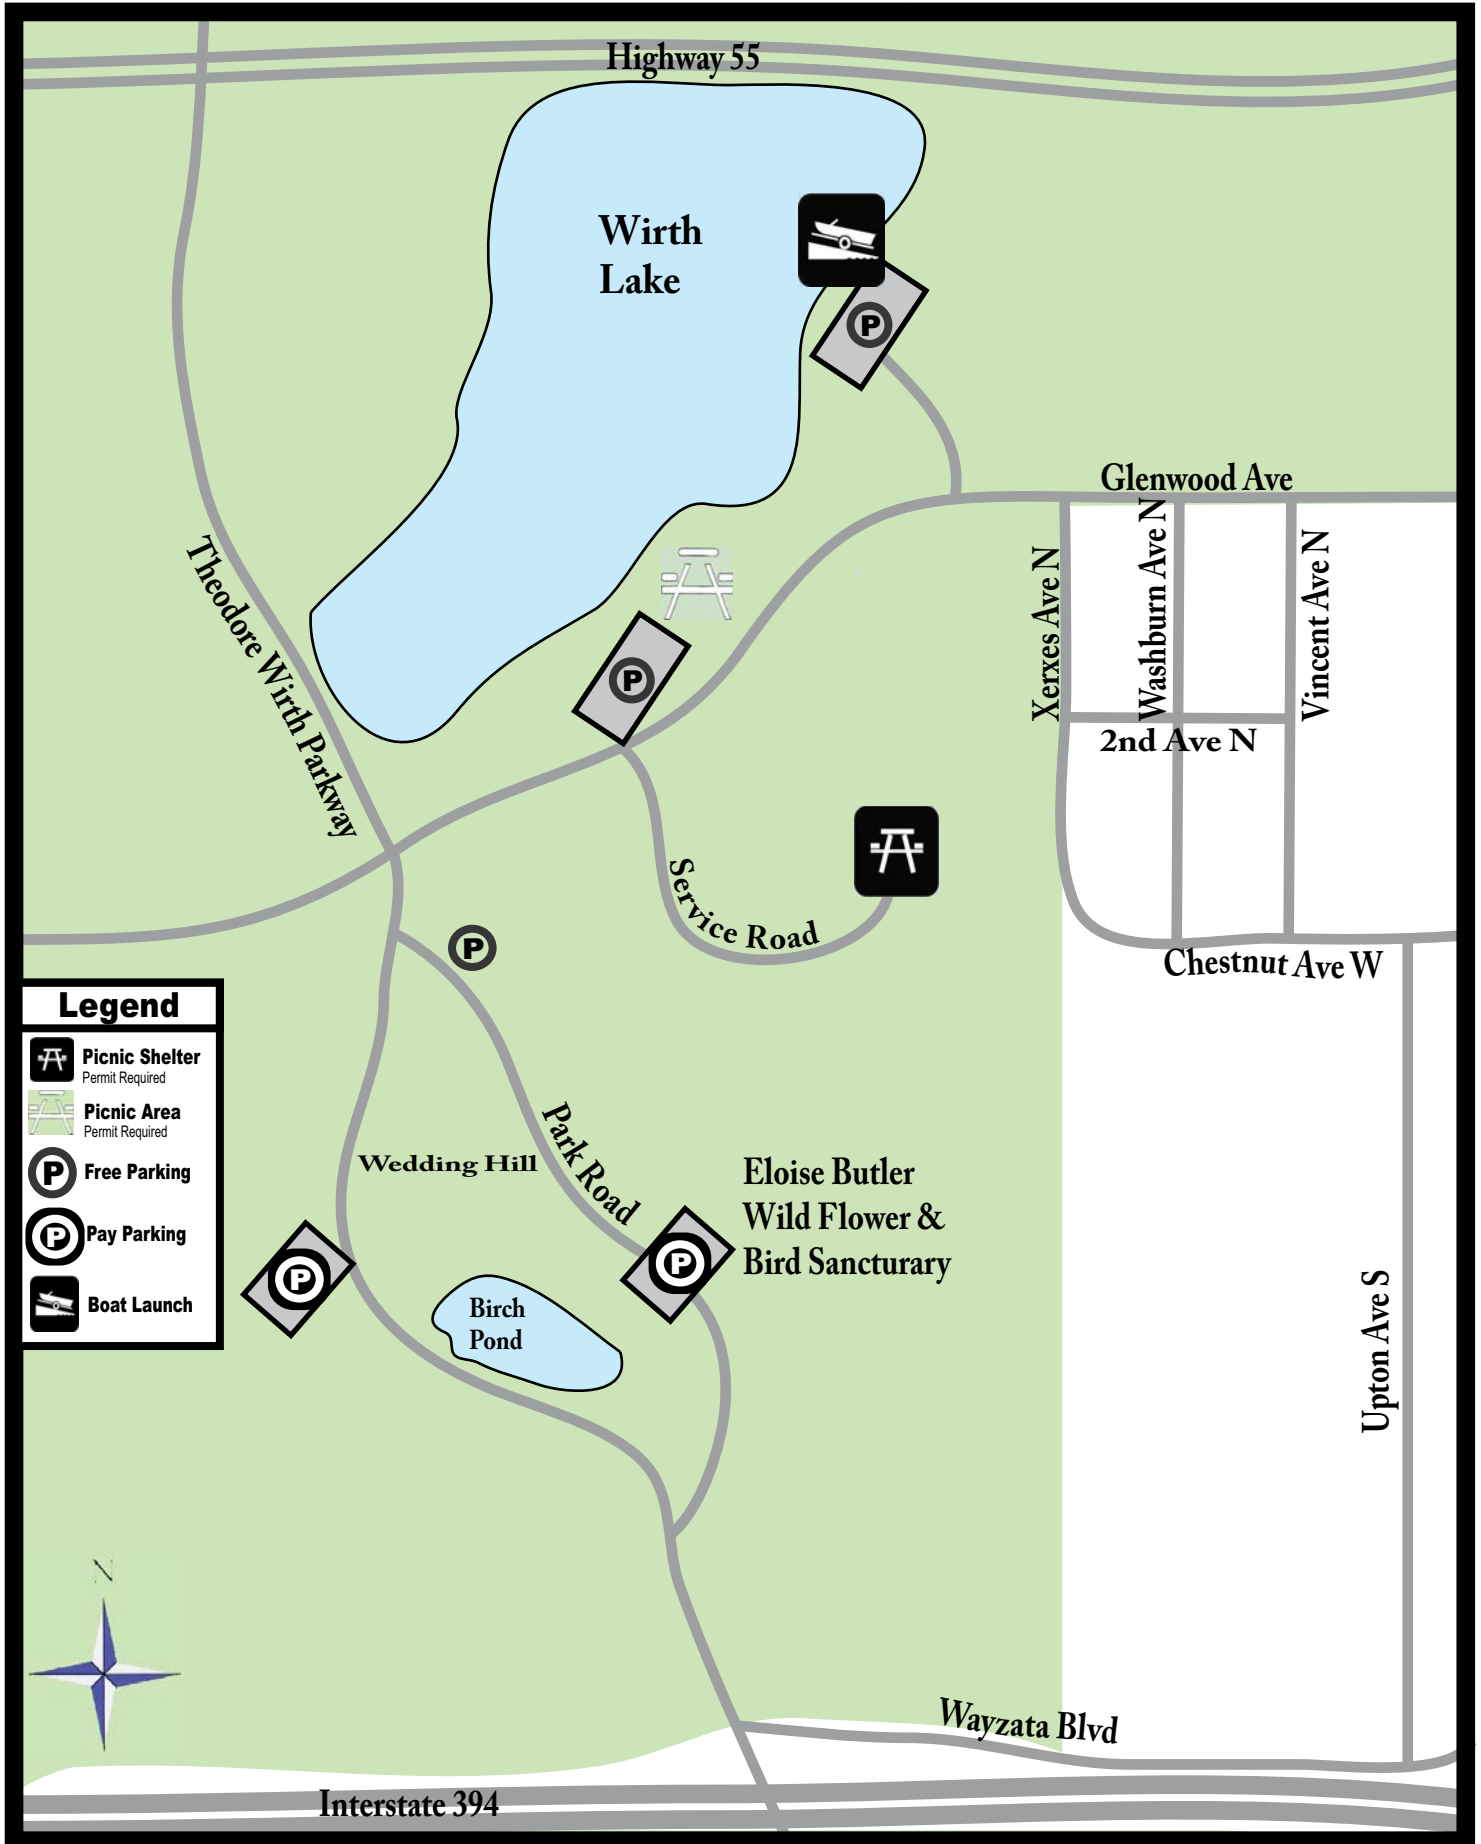 Highway 55
Wirth
Lake
P
Glenwood Ave
Theodore Wirth Parkway
Xerxes Ave N
Washburn Ave N
Vincent Ave N
P
2nd Ave N
Service Road
P
Chestnut Ave W
Legend
Picnic Shelter
Permit Required
Picnic Area
Permit Required
P Free Parking
P Pay Parking
Boat Launch
Wedding Hill
Park Road
Eloise Butler
Wild Flower &
Bird Sancturary
P
P
Birch
Pond
Upton Ave S
N
Wayzata Blvd
Interstate 394